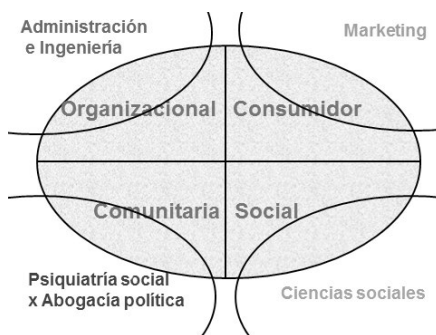 Administración
e Ingeniería
Marketing
Organizacional
Consumidor
Comunitaria
Social
Psiquiatría social
x Abogacía política
Ciencias sociales